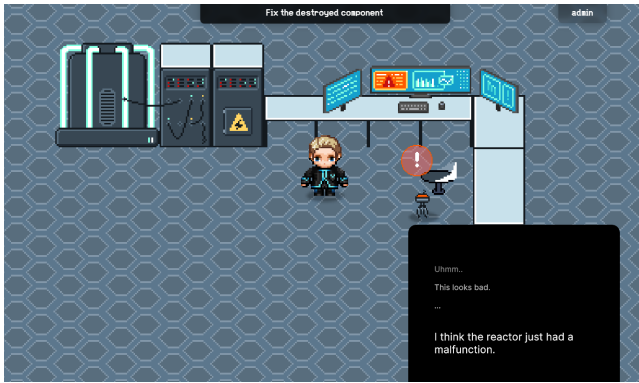 Fix the destroyed component
admin
!
Uhmm..
This looks bad.
...
I think the reactor just had a
malfunction.